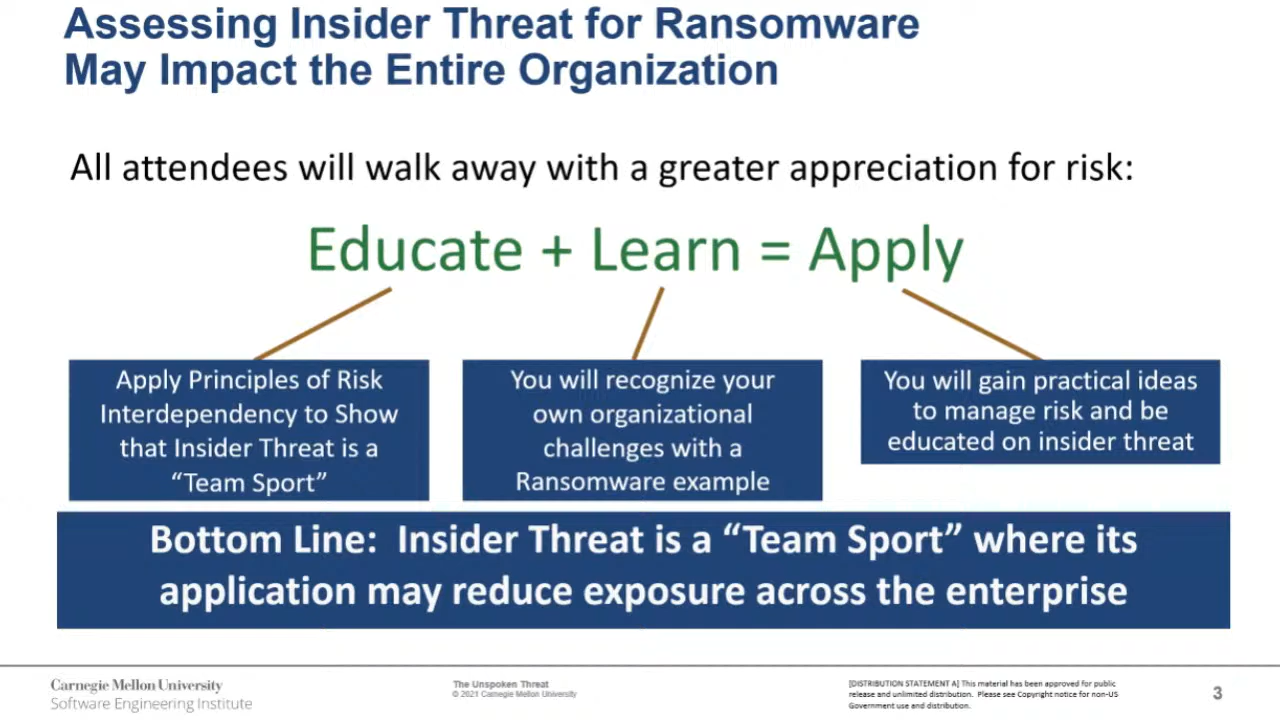 Assessing Insider Threat for Ransomware
May Impact the Entire Organization
All attendees will walk away with a greater appreciation for risk:
Educate + Learn = Apply
Apply Principles of Risk
Interdependency to Show
that Insider Threat is a
“Team Sport”
You will recognize your
own organizational
challenges with a
Ransomware example
You will gain practical ideas
to manage risk and be
educated on insider threat
Bottom Line:  Insider Threat is a “Team Sport” where its
application may reduce exposure across the enterprise
Carnegie Mellon University
Software Engineering Institute
The Unspoken Threat
© 2021 Carnegie Mellon University
[DISTRIBUTION STATEMENT A] This material has been approved for public
release and unlimited distribution.  Please see Copyright notice for non-US
Government use and distribution.
3